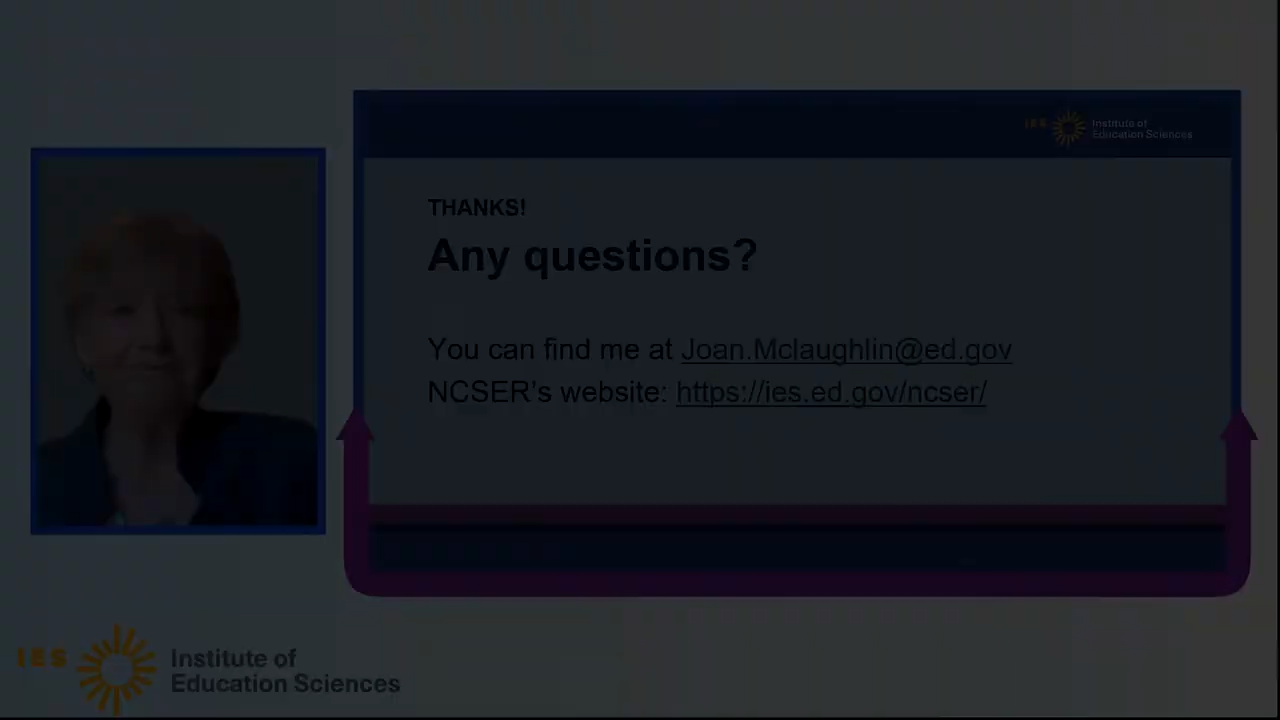 IES Institute of
Education Sciences
THANKS!
Any questions?
You can find me at Joan.Mclaughlin@ed.gov
NCSER's website: https://ies.ed.gov/ncser/
IES Institute of
Education Sciences